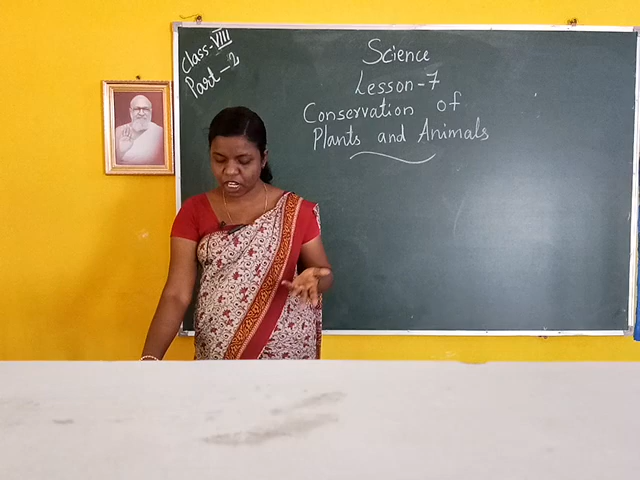 Class-VIII
Part-2
Science
Lesson-7
Conservation of
Plants and Animals